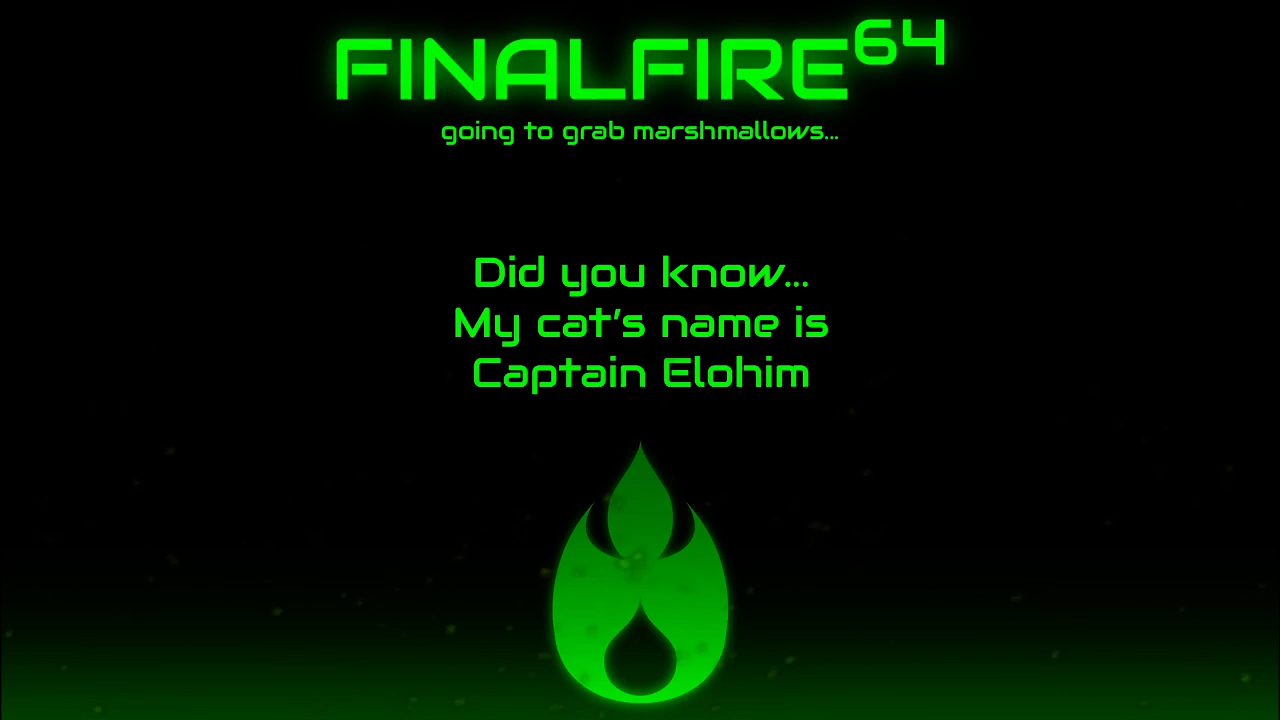 FINALFIRE64
going to grab marshmallows...
Did you know...
My cat's name is
Captain Elohim